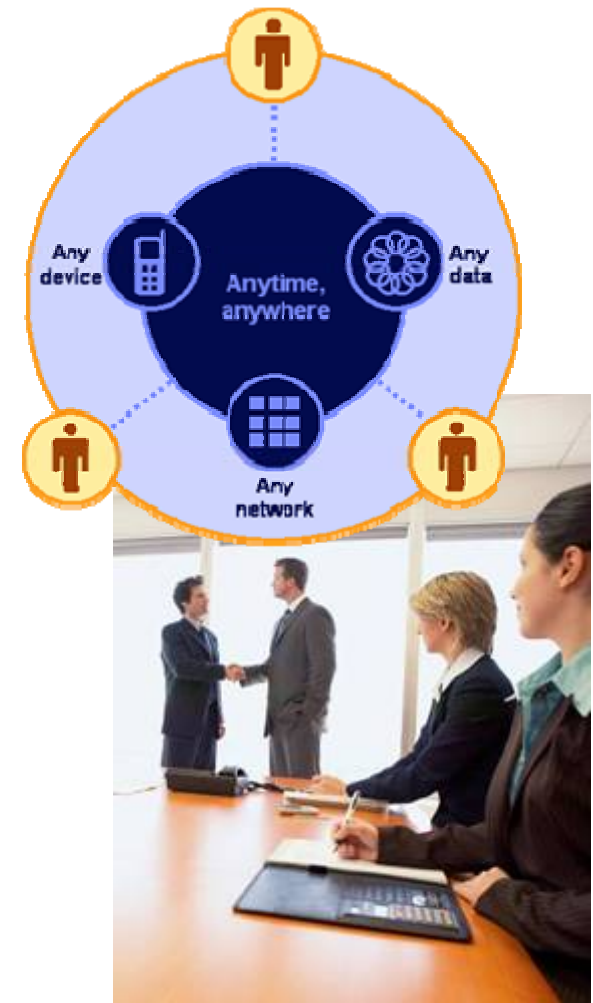 Any
device
Any
data
Anytime,
anywhere
Any
network